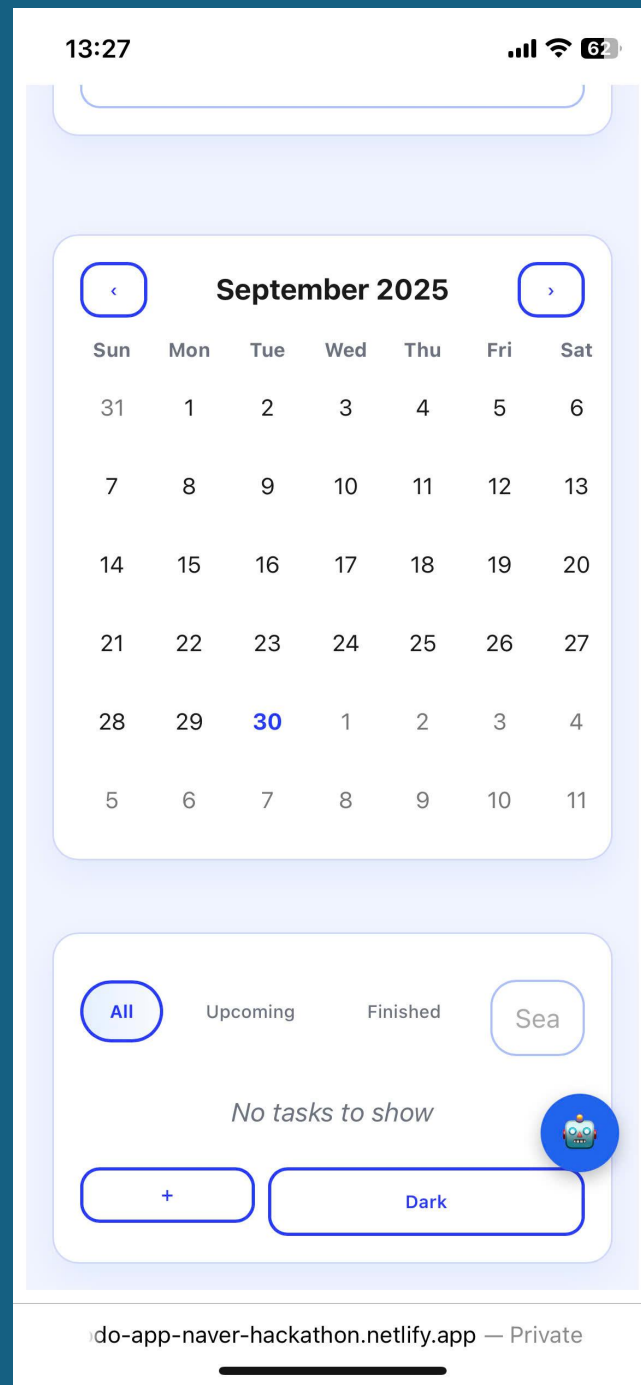 13:27
62
‹ September 2025 ›
Sun Mon Tue Wed Thu Fri Sat
31 1 2 3 4 5 6
7 8 9 10 11 12 13
14 15 16 17 18 19 20
21 22 23 24 25 26 27
28 29 30 1 2 3 4
5 6 7 8 9 10 11
All Upcoming Finished Sea
No tasks to show
+ Dark
do-app-naver-hackathon.netlify.app — Private